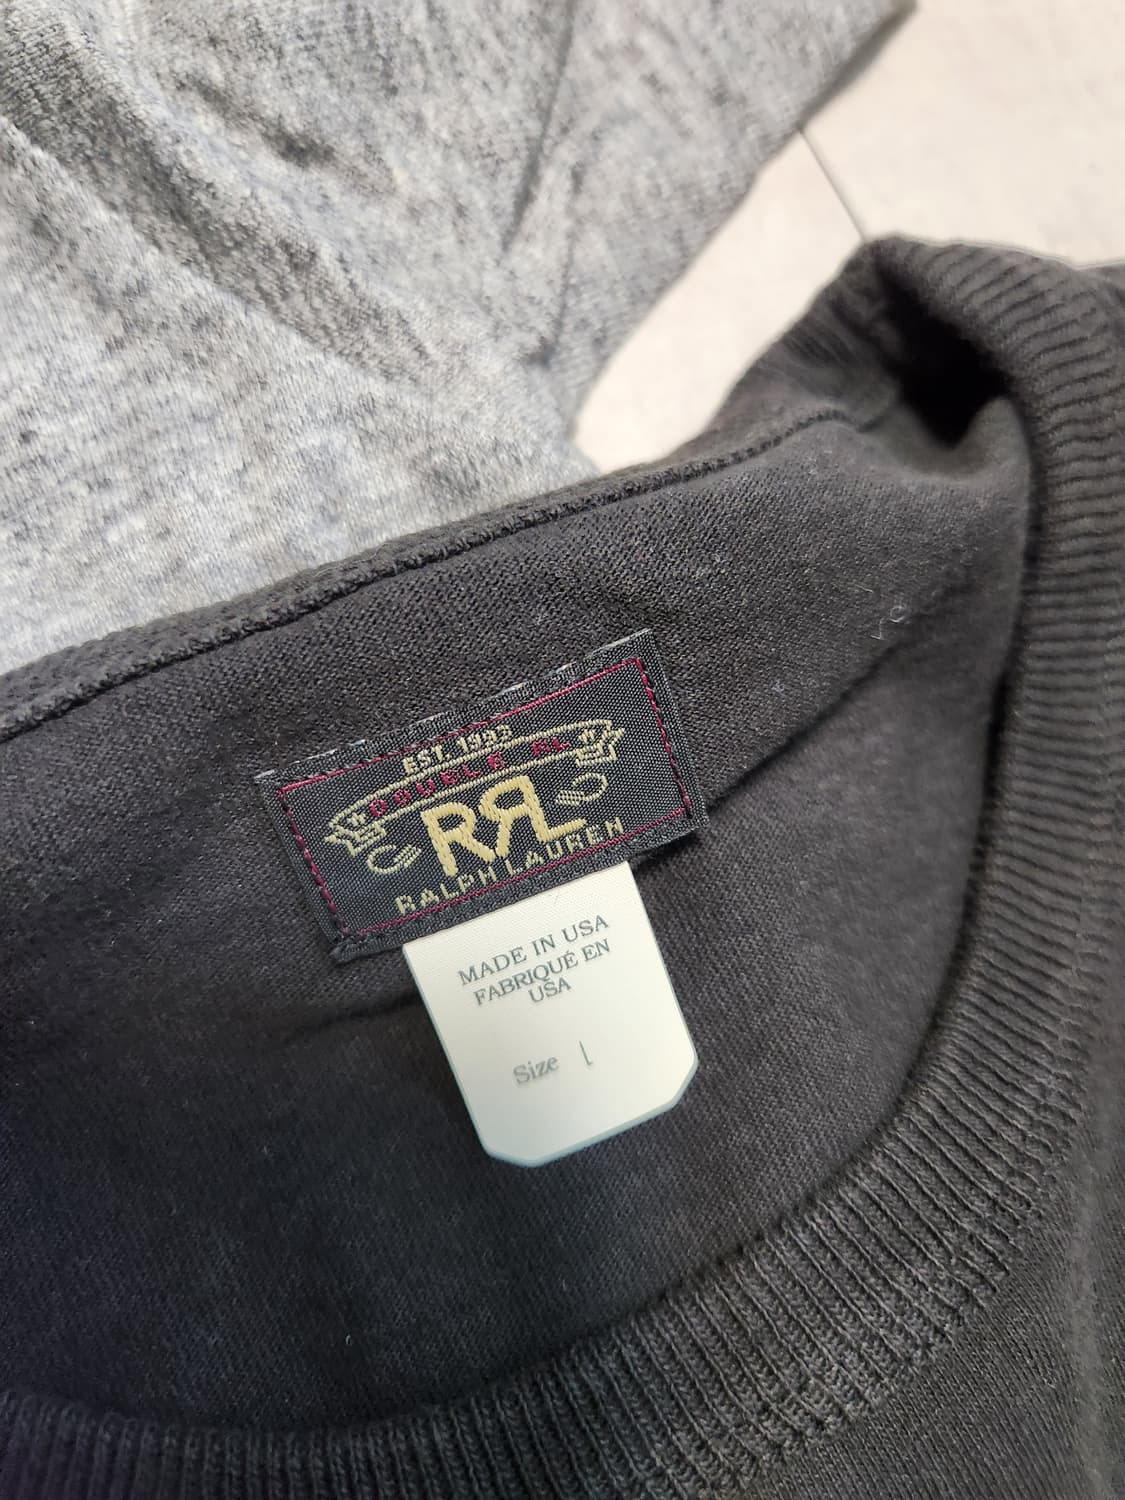 EST. 1993
"DOUBLE RL"
RRL
RALPH LAUREN
MADE IN USA
FABRIQUÉ EN
USA
Size L